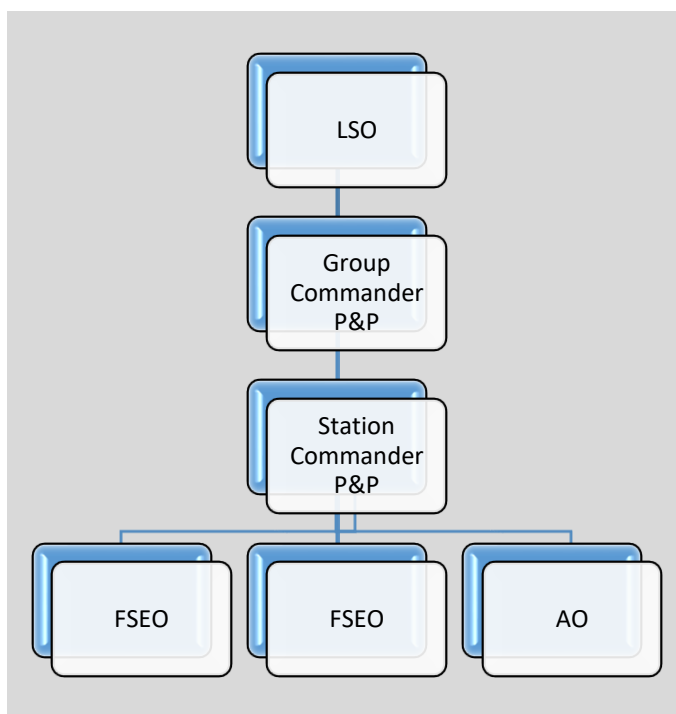 LSO
Group
Commander
P&P
Station
Commander
P&P
FSEO
FSEO
AO